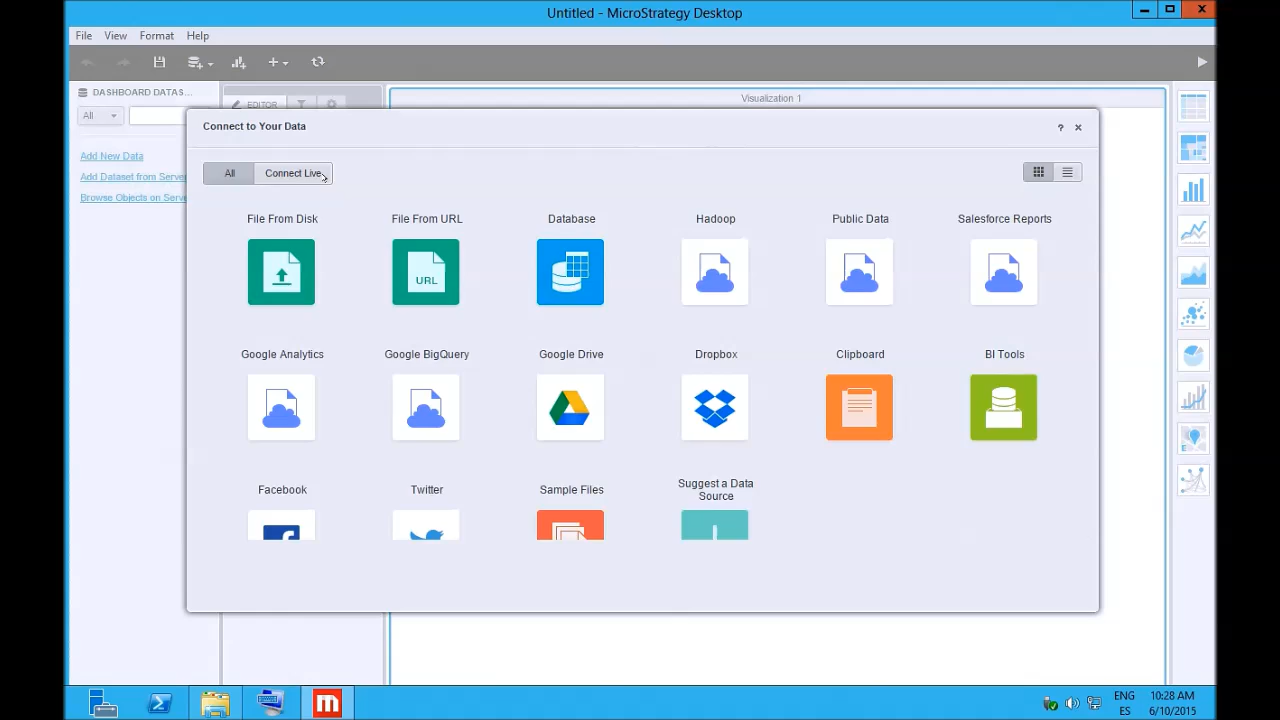 Untitled - MicroStrategy Desktop
File View Format Help
DASHBOARD DATAS...
EDITOR
Visualization 1
All
Add New Data
Add Dataset from Server
Browse Objects on Serve
Connect to Your Data
?
All Connect Live
File From Disk File From URL Database Hadoop Public Data Salesforce Reports
URL
Google Analytics Google BigQuery Google Drive Dropbox Clipboard BI Tools
Facebook Twitter Sample Files Suggest a Data
Source
ENG 10:28 AM
ES 6/10/2015